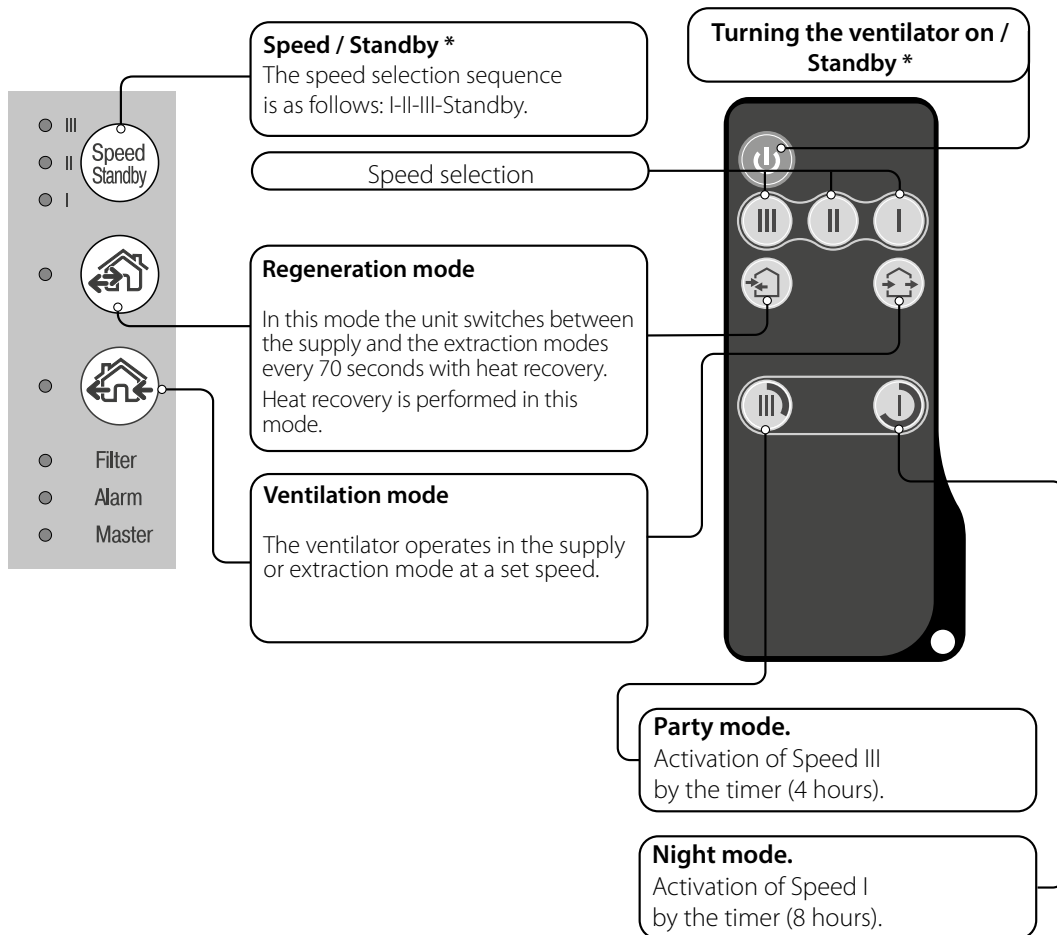 Speed / Standby *
The speed selection sequence
is as follows: I-II-III-Standby.
Turning the ventilator on /
Standby *
III
II
I
Speed
Standby
Speed selection
III
II
I
Regeneration mode
In this mode the unit switches between
the supply and the extraction modes
every 70 seconds with heat recovery.
Heat recovery is performed in this
mode.
III
I
Filter
Alarm
Master
Ventilation mode
The ventilator operates in the supply
or extraction mode at a set speed.
Party mode.
Activation of Speed III
by the timer (4 hours).
Night mode.
Activation of Speed I
by the timer (8 hours).